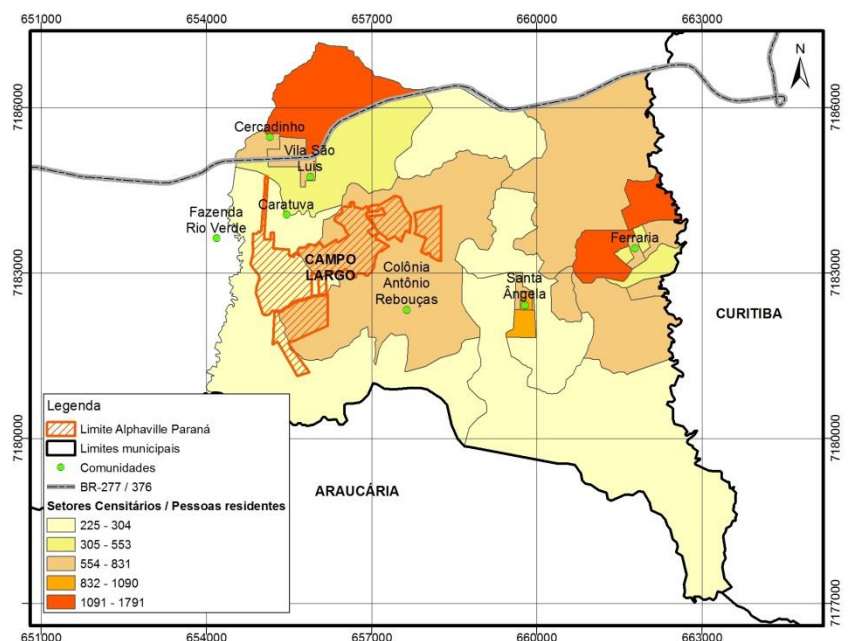 651000 654000 657000 660000 663000
N
7186000 7186000
Cercadinho
Vila São
Luis
Caratuva
Fazenda
Rio Verde
Ferraria
7183000 7183000
CAMPO
LARGO
Colônia
Antônio
Rebouças
Santa
Ângela
CURITIBA
Legenda
Limite Alphaville Paraná
Limites municipais
Comunidades
BR-277 / 376
Setores Censitários / Pessoas residentes
225 - 304
305 - 553
554 - 831
832 - 1090
1091 - 1791
7180000 7180000
ARAUCÁRIA
7177000 7177000
651000 654000 657000 660000 663000